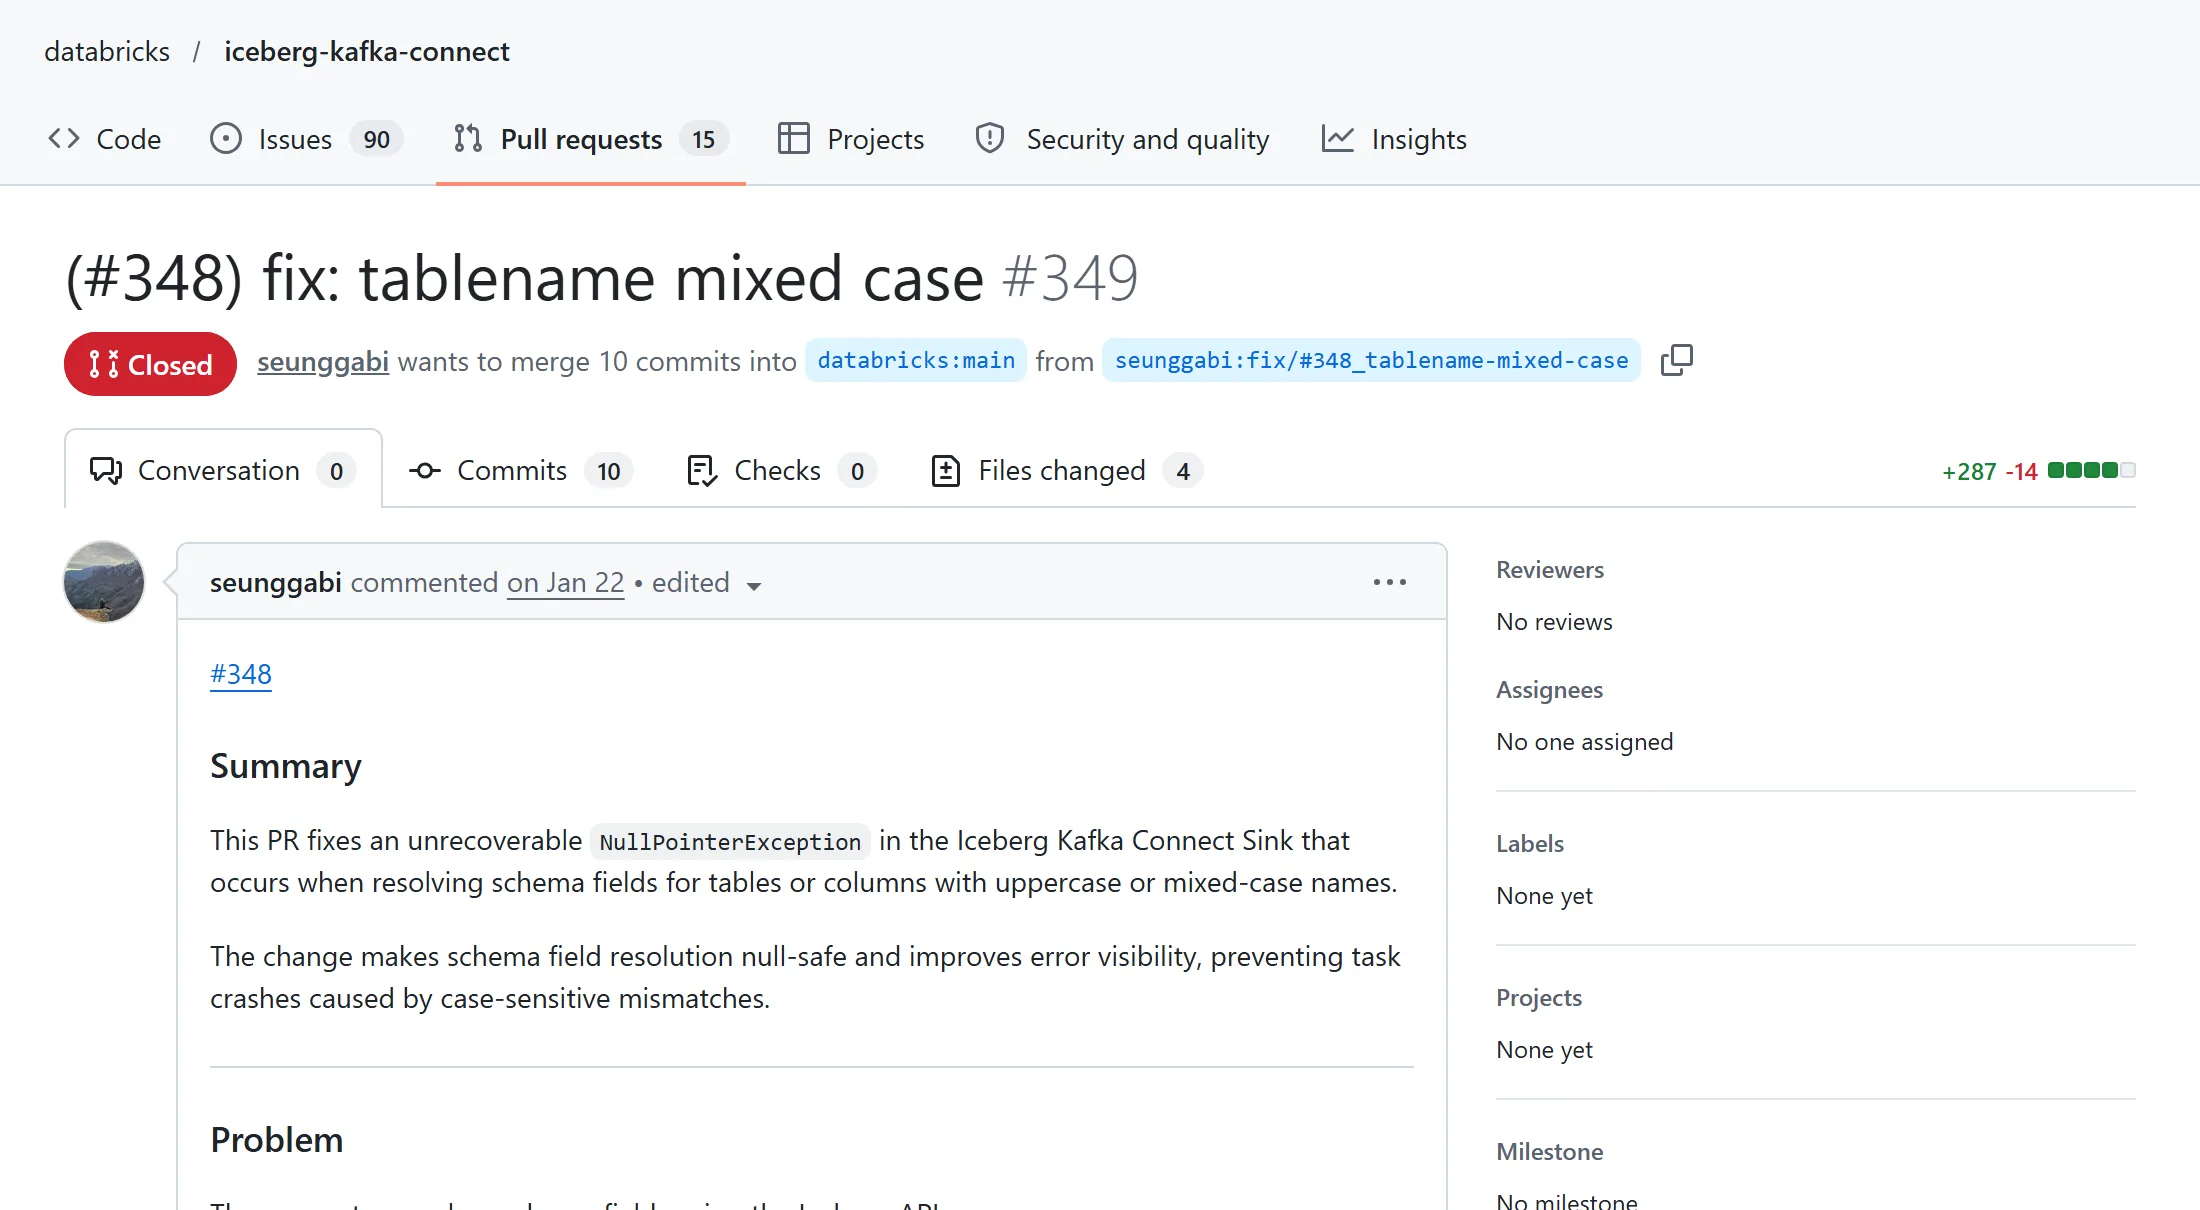 databricks / iceberg-kafka-connect
Code Issues 90 Pull requests 15 Projects Security and quality Insights
(#348) fix: tablename mixed case #349
Closed seunggabi wants to merge 10 commits into databricks:main from seunggabi:fix/#348_tablename-mixed-case
Conversation 0 Commits 10 Checks 0 Files changed 4 +287 -14
seunggabi commented on Jan 22 • edited
#348
Summary
This PR fixes an unrecoverable NullPointerException in the Iceberg Kafka Connect Sink that
occurs when resolving schema fields for tables or columns with uppercase or mixed-case names.
The change makes schema field resolution null-safe and improves error visibility, preventing task
crashes caused by case-sensitive mismatches.
Problem
Reviewers
No reviews
Assignees
No one assigned
Labels
None yet
Projects
None yet
Milestone
No milestone